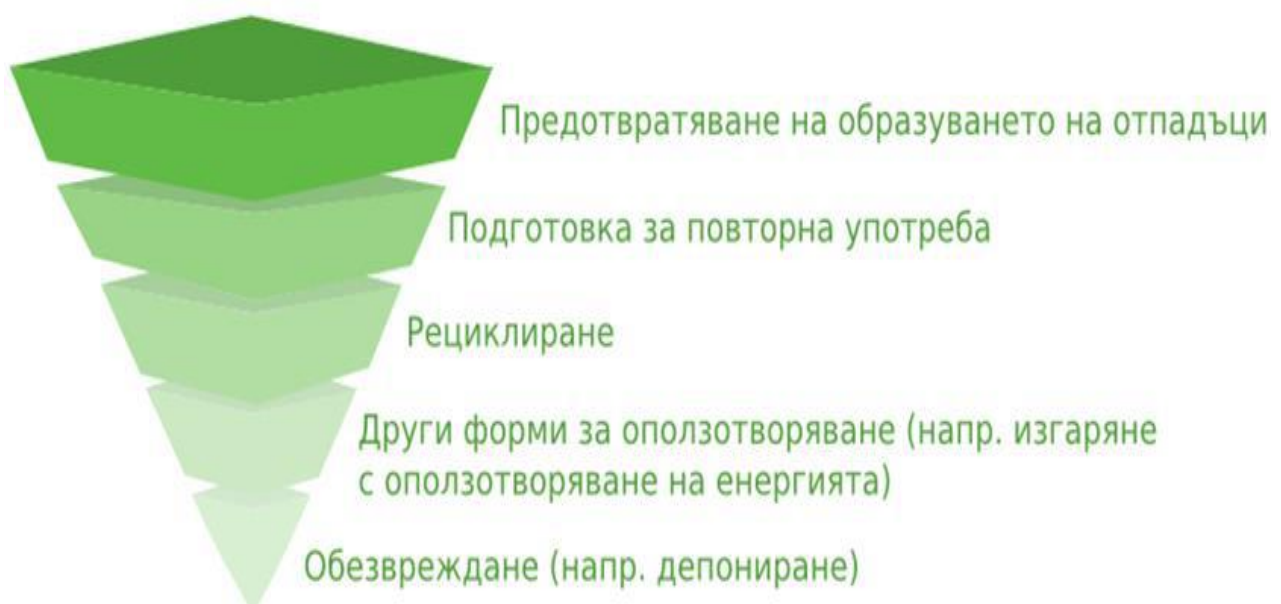 Предотвратяване на образуването на отпадъци
Подготовка за повторна употреба
Рециклиране
Други форми за оползотворяване (напр. изгаряне
с оползотворяване на енергията)
Обезвреждане (напр. депониране)